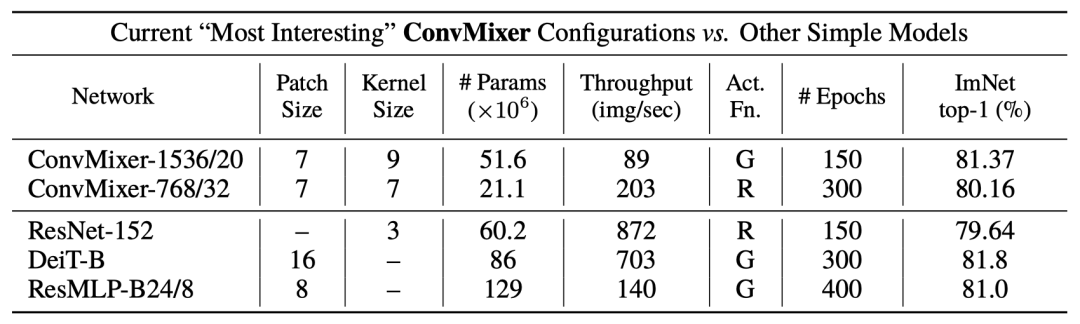 Current “Most Interesting” ConvMixer Configurations vs. Other Simple Models
Network Patch Size Kernel Size # Params (×10⁶) Throughput (img/sec) Act. Fn. # Epochs ImNet top-1 (%)
ConvMixer-1536/20 7 9 51.6 89 G 150 81.37
ConvMixer-768/32 7 7 21.1 203 R 300 80.16
ResNet-152 – 3 60.2 872 R 150 79.64
DeiT-B 16 – 86 703 G 300 81.8
ResMLP-B24/8 8 – 129 140 G 400 81.0